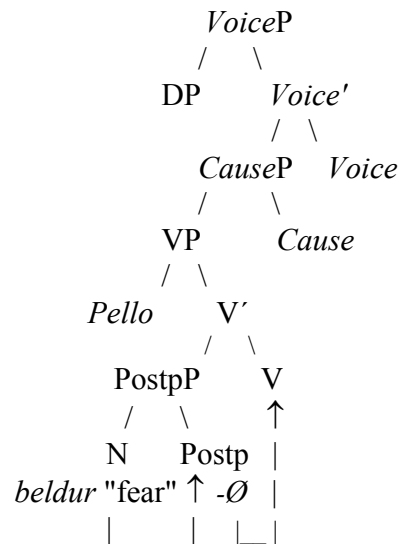 VoiceP
DP Voice'
CauseP Voice
VP Cause
Pello V´
PostpP V
N Postp
beldur "fear" -Ø